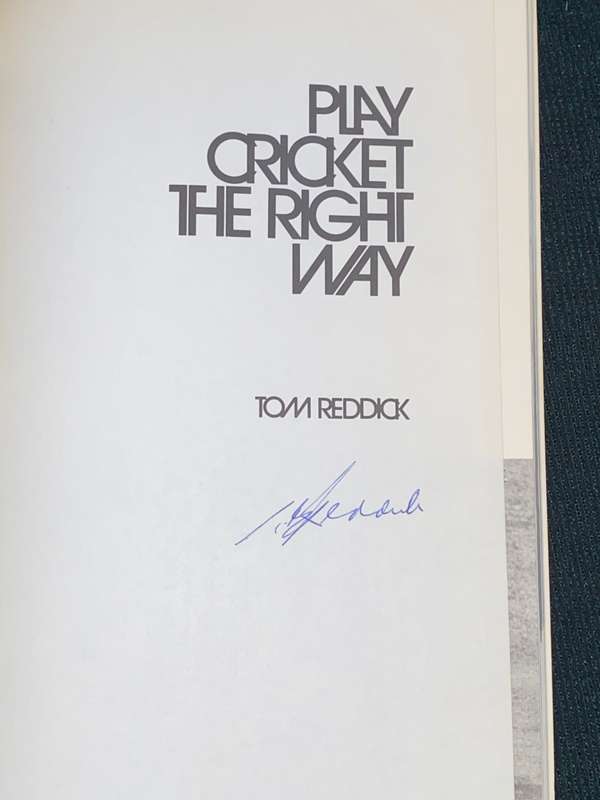 PLAY
CRICKET
THE RIGHT
WAY
TOM REDDICK